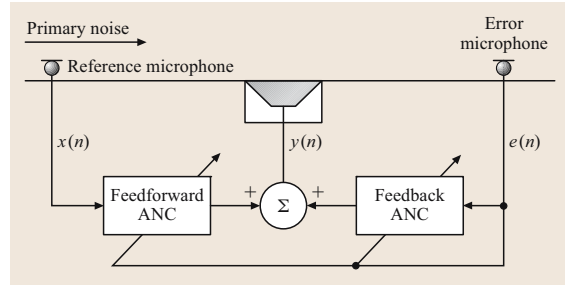 Primary noise
Error
microphone
Reference microphone
x(n)
y(n)
e(n)
Feedforward
ANC
+
Σ
+
Feedback
ANC